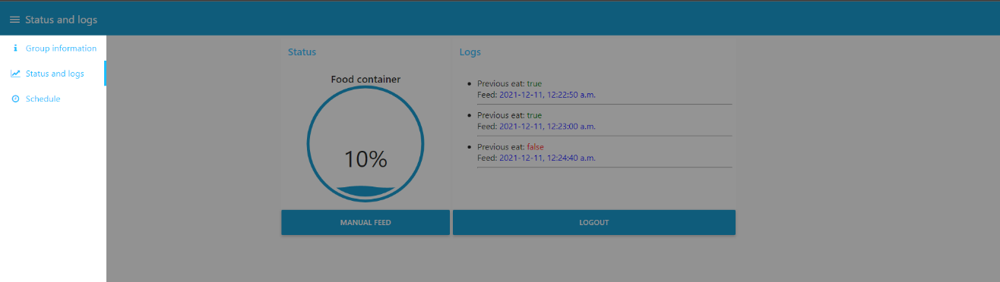 Status and logs
Group information
Status and logs
Schedule
Status
Food container
10%
MANUAL FEED
Logs
Previous eat: true
Feed: 2021-12-11, 12:22:50 a.m.
Previous eat: true
Feed: 2021-12-11, 12:23:00 a.m.
Previous eat: false
Feed: 2021-12-11, 12:24:40 a.m.
LOGOUT